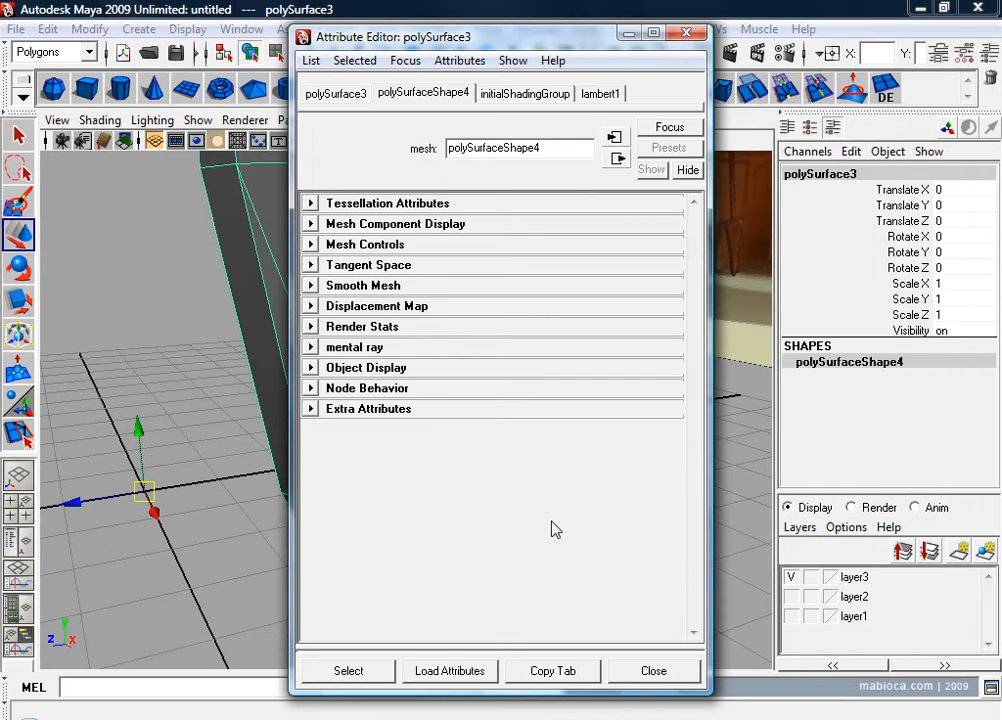 Autodesk Maya 2009 Unlimited: untitled --- polySurface3
File Edit Modify Create Display Window
Muscle Help
Polygons
X:
Y:
DE
Attribute Editor: polySurface3
List Selected Focus Attributes Show Help
polySurface3 polySurfaceShape4 initialShadingGroup lambert1
mesh: polySurfaceShape4
Focus
Presets
Show Hide
Tessellation Attributes
Mesh Component Display
Mesh Controls
Tangent Space
Smooth Mesh
Displacement Map
Render Stats
mental ray
Object Display
Node Behavior
Extra Attributes
Select Load Attributes Copy Tab Close
View Shading Lighting Show Renderer
z y x
Channels Edit Object Show
polySurface3
Translate X 0
Translate Y 0
Translate Z 0
Rotate X 0
Rotate Y 0
Rotate Z 0
Scale X 1
Scale Y 1
Scale Z 1
Visibility on
SHAPES
polySurfaceShape4
Display Render Anim
Layers Options Help
V layer3
layer2
layer1
<< >>
MEL
mabioca.com | 2009